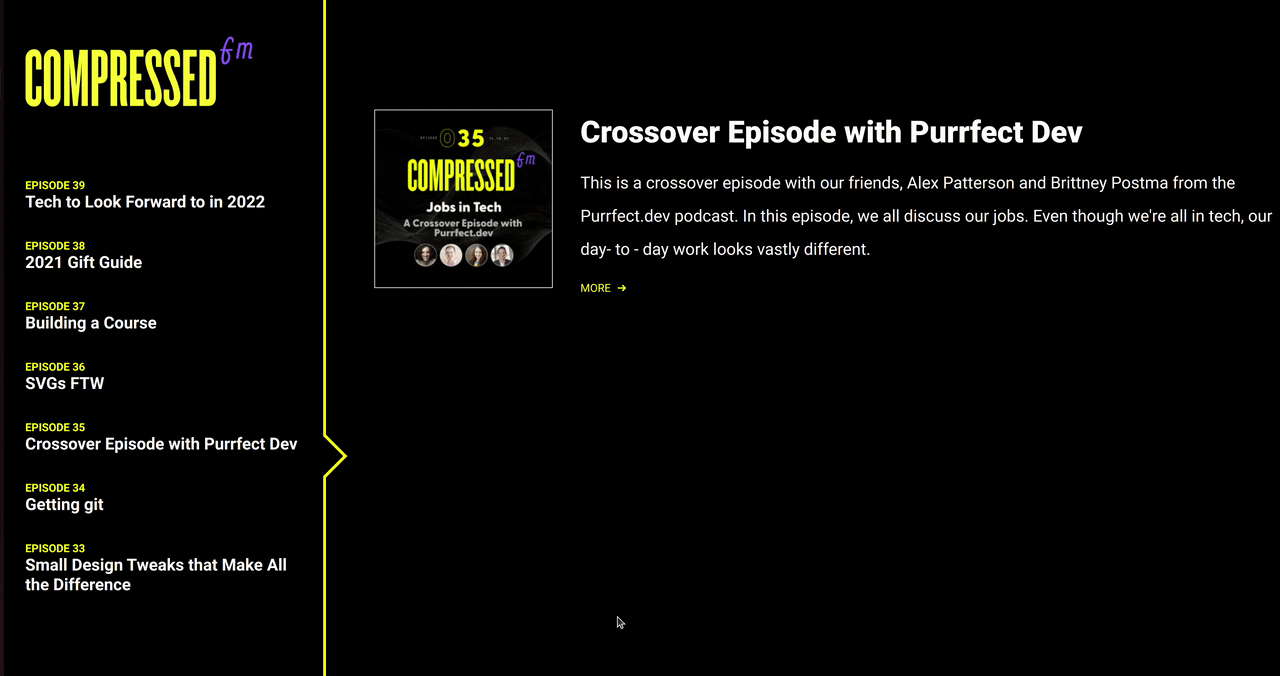 COMPRESSED fm
EPISODE 39
Tech to Look Forward to in 2022
EPISODE 38
2021 Gift Guide
EPISODE 37
Building a Course
EPISODE 36
SVGs FTW
EPISODE 35
Crossover Episode with Purrfect Dev
EPISODE 34
Getting git
EPISODE 33
Small Design Tweaks that Make All
the Difference
EPISODE 035
COMPRESSED fm
Jobs in Tech
A Crossover Episode with
Purrfect.dev
Crossover Episode with Purrfect Dev
This is a crossover episode with our friends, Alex Patterson and Brittney Postma from the
Purrfect.dev podcast. In this episode, we all discuss our jobs. Even though we're all in tech, our
day- to - day work looks vastly different.
MORE →